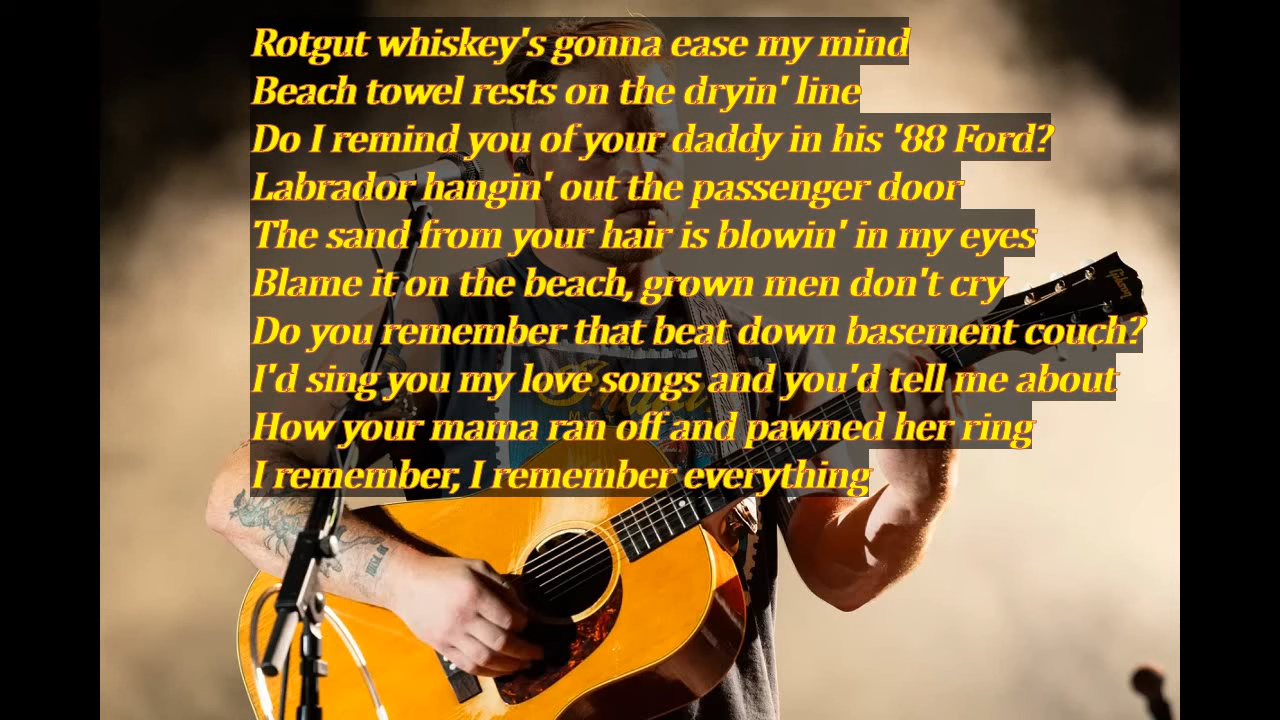 Rotgut whiskey's gonna ease my mind
Beach towel rests on the dryin' line
Do I remind you of your daddy in his '88 Ford?
Labrador hangin' out the passenger door
The sand from your hair is blowin' in my eyes
Blame it on the beach, grown men don't cry
Do you remember that beat down basement couch?
I'd sing you my love songs and you'd tell me about
How your mama ran off and pawned her ring
I remember, I remember everything
Gibson